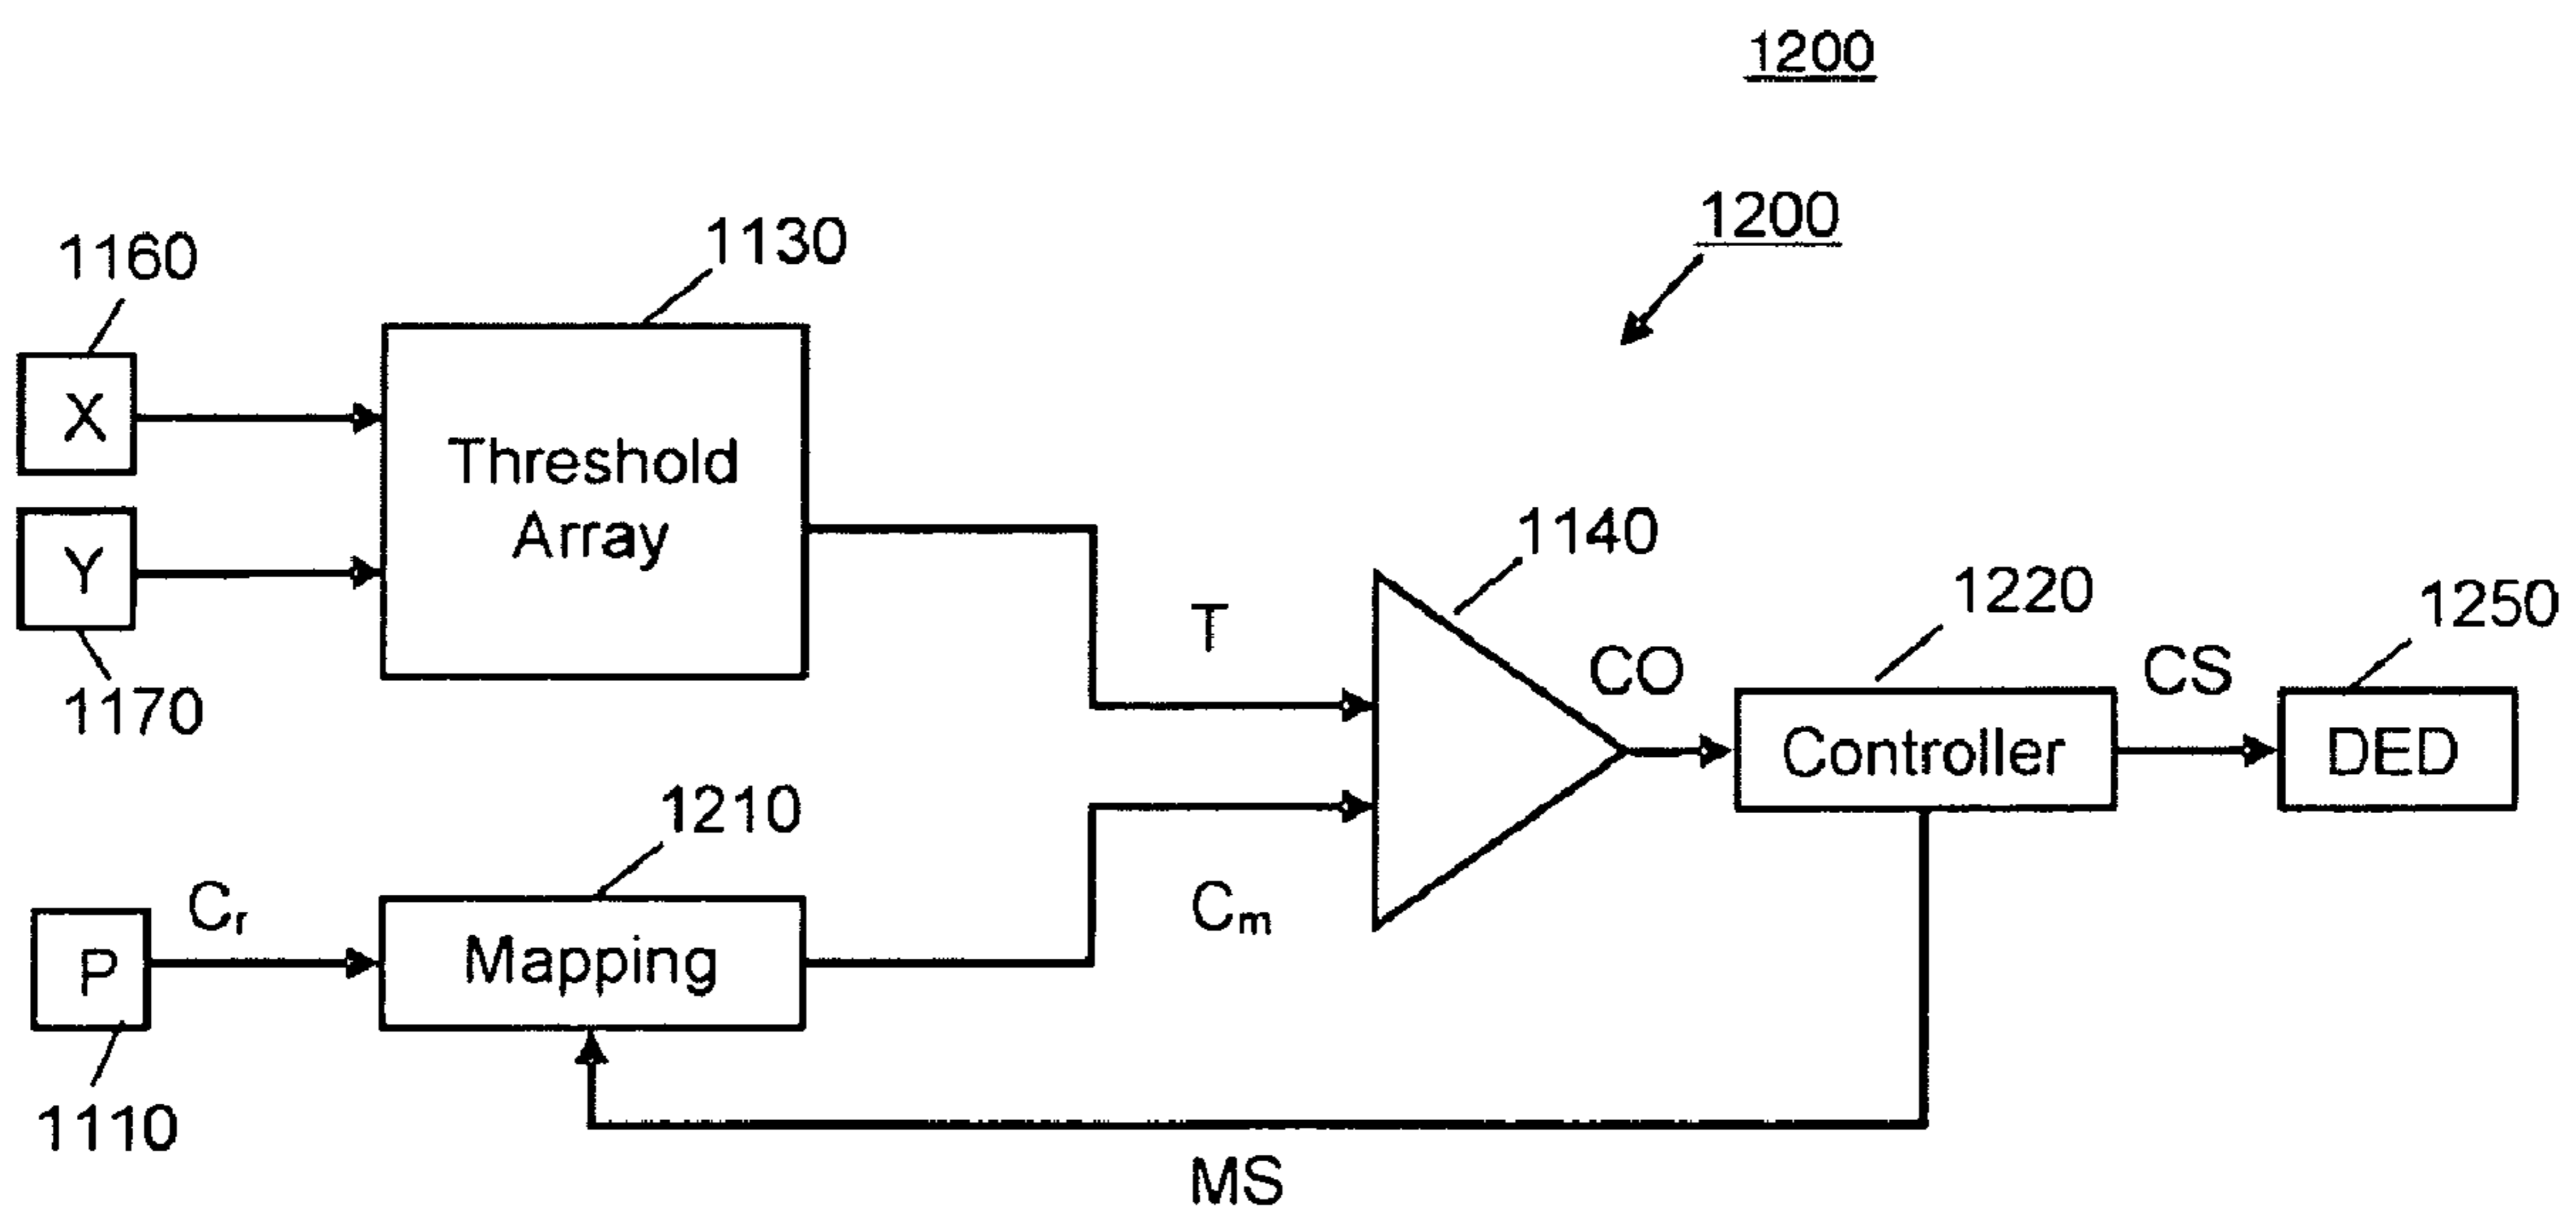 1200
1200
1160
1130
X
Threshold
Array
Y
1170
T
1140
CO
1220
CS
1250
Controller
DED
1210
Cr
Mapping
Cm
P
1110
MS